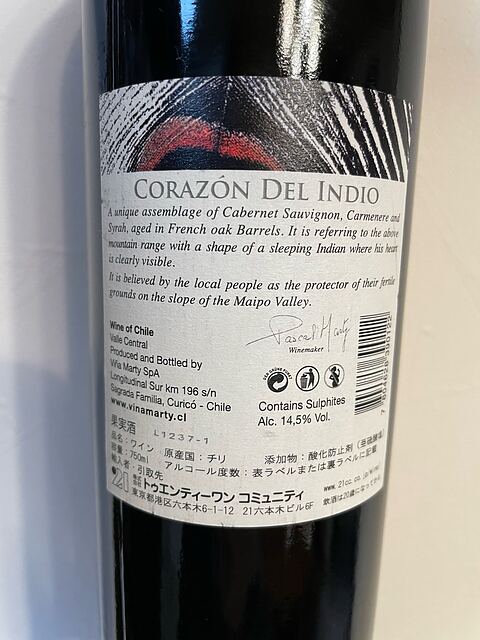 CORAZÓN DEL INDIO
A unique assemblage of Cabernet Sauvignon, Carmenere and
Syrah, aged in French oak Barrels. It is referring to the above
mountain range with a shape of a sleeping Indian where his heart
is clearly visible.
It is believed by the local people as the protector of their fertile
grounds on the slope of the Maipo Valley.
Pascal Marty
Winemaker
Wine of Chile
Valle Central
Produced and Bottled by
Viña Marty SpA
Longitudinal Sur km 196 s/n
Sagrada Familia, Curicó - Chile
www.vinamarty.cl
Contains Sulphites
Alc. 14,5% Vol.
L1237-1
果実酒
品名：ワイン 原産国：チリ 添加物：酸化防止剤（亜硫酸塩）
容量：750ml アルコール度数：表ラベルまたは裏ラベルに記載
輸入者・引取先
21 トゥエンティーワン コミュニティ www.21cc.co.jp/wine/
東京都港区六本木6-1-12 21六本木ビル6F 飲酒は20歳になってから